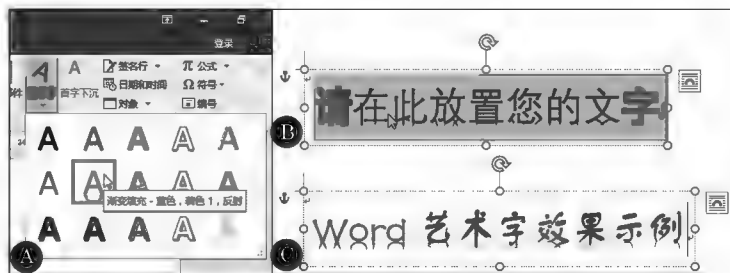 登录
签名行
π 公式
日期和时间
Ω 符号
首字下沉
对象
编号
A A A A A
A A
渐变填充 - 蓝色，着色 1，反射
A A A A
A
B
请在此放置您的文字
C
Word 艺术字效果示例